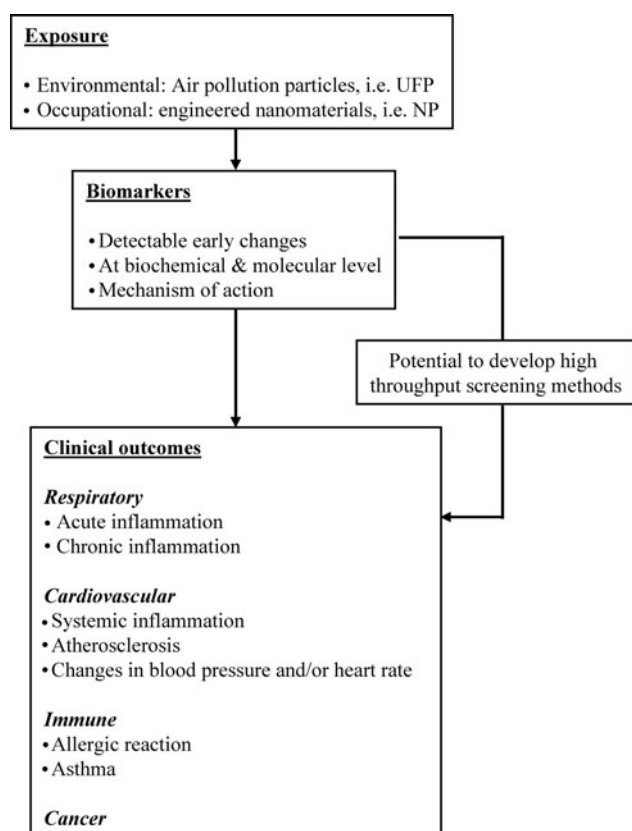 Exposure
• Environmental: Air pollution particles, i.e. UFP
• Occupational: engineered nanomaterials, i.e. NP
Biomarkers
• Detectable early changes
• At biochemical & molecular level
• Mechanism of action
Potential to develop high
throughput screening methods
Clinical outcomes
Respiratory
• Acute inflammation
• Chronic inflammation
Cardiovascular
• Systemic inflammation
• Atherosclerosis
• Changes in blood pressure and/or heart rate
Immune
• Allergic reaction
• Asthma
Cancer